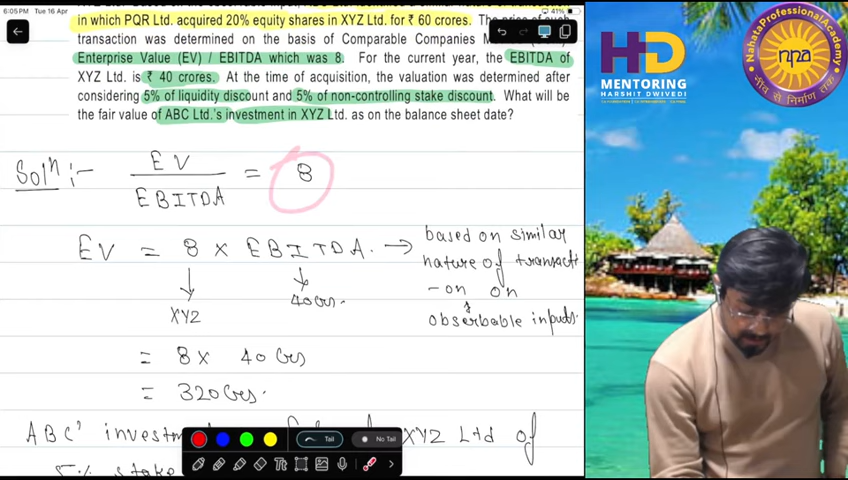 6:05PM Tue 16 Apr
41%
in which PQR Ltd. acquired 20% equity shares in XYZ Ltd. for ₹ 60 crores. The price of such
transaction was determined on the basis of Comparable Companies M
Enterprise Value (EV) / EBITDA which was 8. For the current year, the EBITDA of
XYZ Ltd. is ₹ 40 crores. At the time of acquisition, the valuation was determined after
considering 5% of liquidity discount and 5% of non-controlling stake discount. What will be
the fair value of ABC Ltd.'s investment in XYZ Ltd. as on the balance sheet date?
HD
MENTORING
HARSHIT DWIVEDI
Nahata Professional Academy
npa
नींव से निर्माण तक
Solⁿ :- EV / EBITDA = 8
EV = 8 x EBITDA. → based on similar
nature of transacti
-on on
observable inputs.
XYZ
40crs.
= 8x 40 Crs
= 320 Crs.
ABC' investm XYZ Ltd of
5% stake
Tail
No Tail